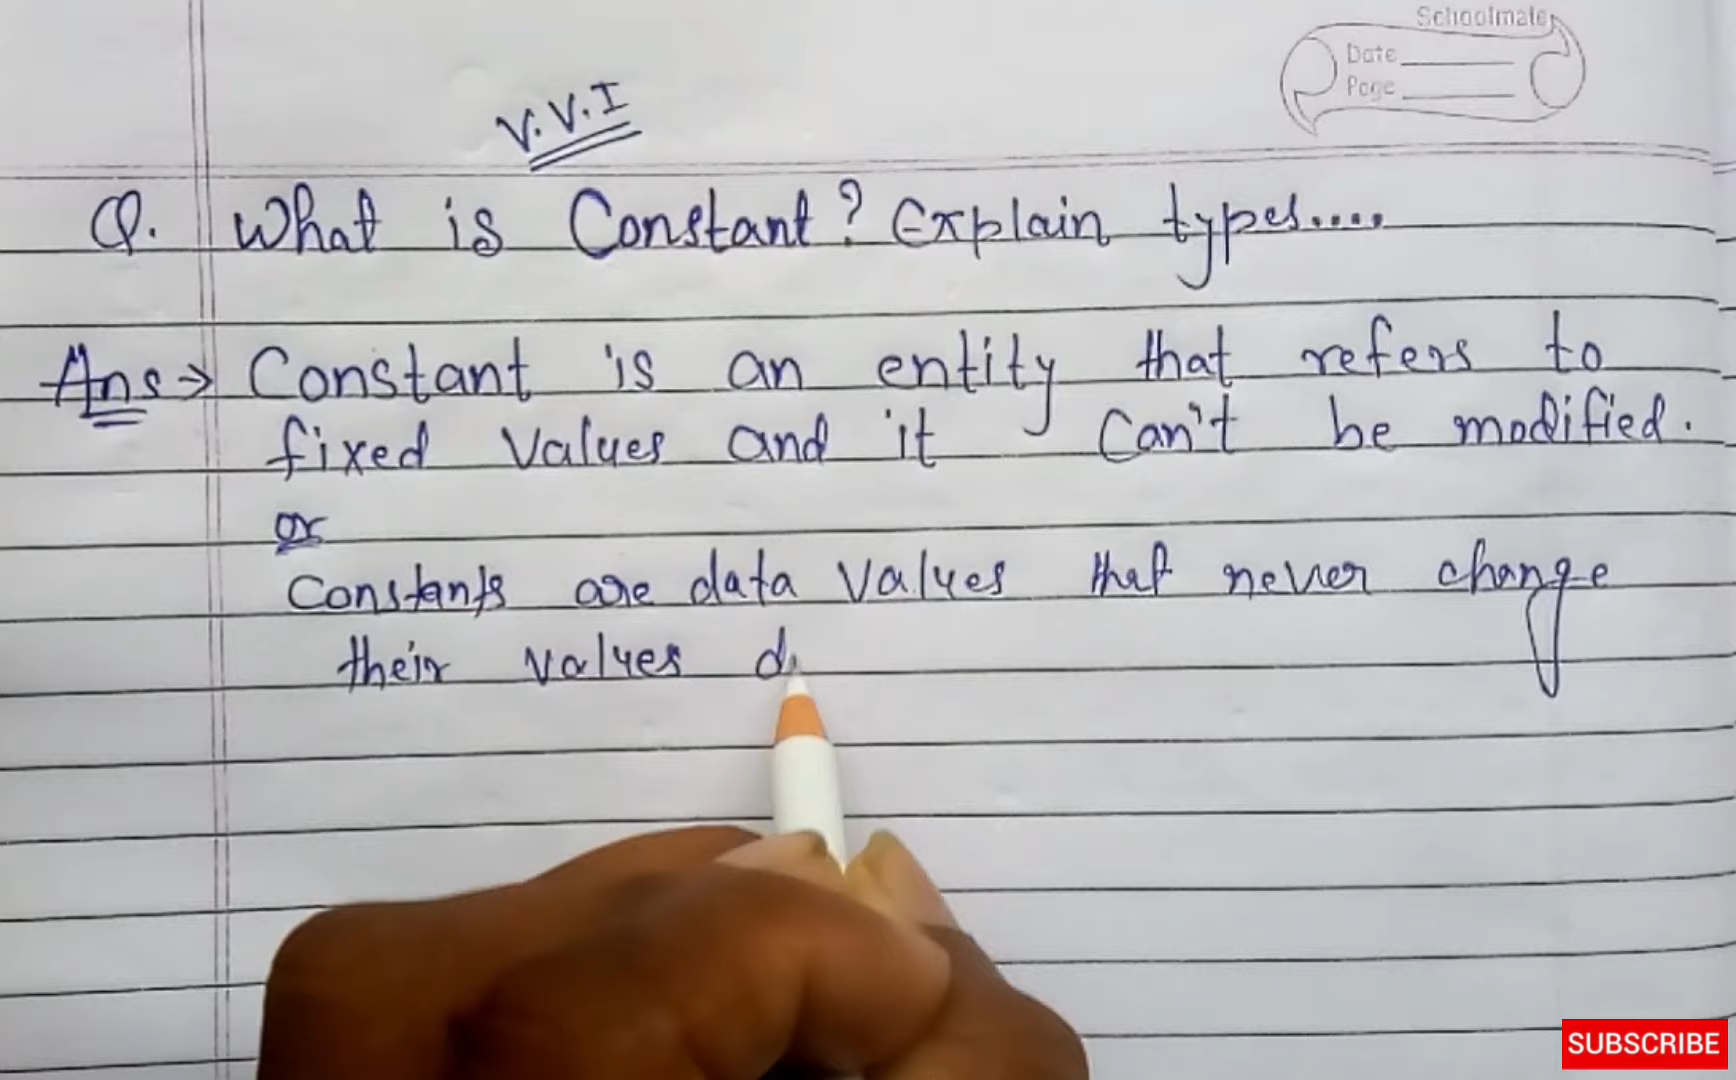 Schoolmate
Date
Page
V.V.I
Q. What is Constant? Explain types....
Ans → Constant is an entity that refers to
fixed values and it can't be modified.
or
Constants are data values that never change
their values d
SUBSCRIBE